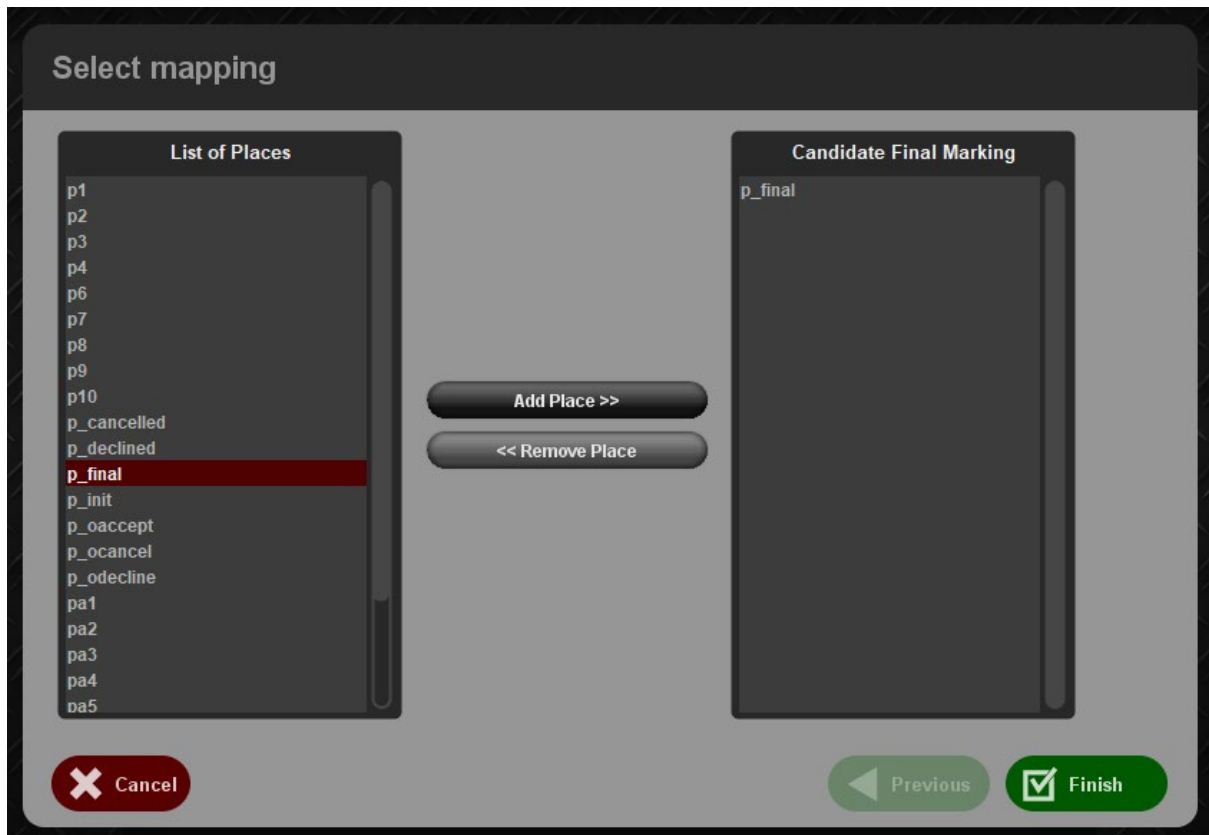 Select mapping
List of Places
p1
p2
p3
p4
p6
p7
p8
p9
p10
p_cancelled
p_declined
p_final
p_init
p_oaccept
p_ocancel
p_odecline
pa1
pa2
pa3
pa4
pa5
Add Place >>
<< Remove Place
Candidate Final Marking
p_final
Cancel
Previous
Finish